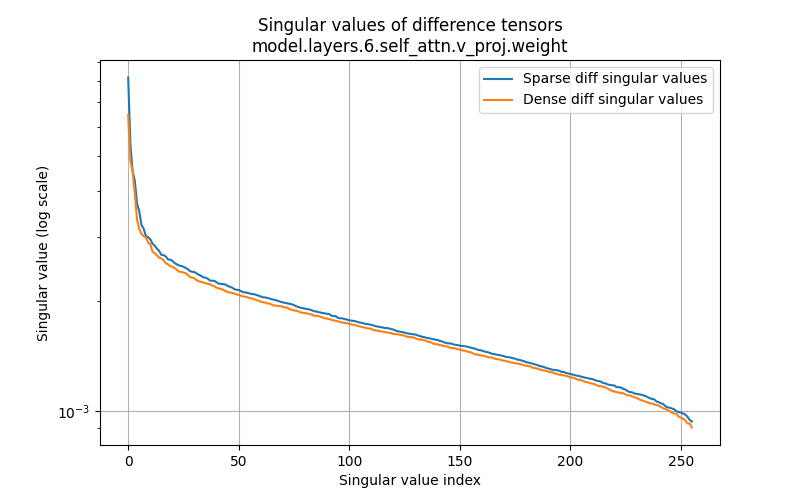 Singular values of difference tensors
model.layers.6.self_attn.v_proj.weight
Sparse diff singular values
Dense diff singular values
Singular value (log scale)
10⁻³
0 50 100 150 200 250
Singular value index